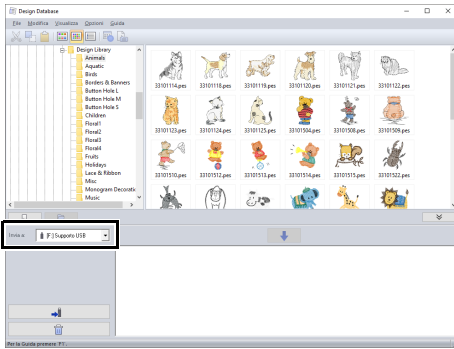 Design Database
File Modifica Visualizza Opzioni Guida
Design Library
Animals
Aquatic
Birds
Borders & Banners
Button Hole L
Button Hole M
Button Hole S
Children
Floral1
Floral2
Floral3
Floral4
Fruits
Holidays
Lace & Ribbon
Misc
Monogram Decoratio
Music
33101114.pes 33101118.pes 33101119.pes 33101120.pes 33101121.pes 33101122.pes
33101123.pes 33101124.pes 33101125.pes 33101504.pes 33101508.pes 33101509.pes
33101510.pes 33101512.pes 33101513.pes 33101514.pes 33101515.pes 33101522.pes
Invia a: [F:] Supporto USB
Per la Guida premere 'F1'.